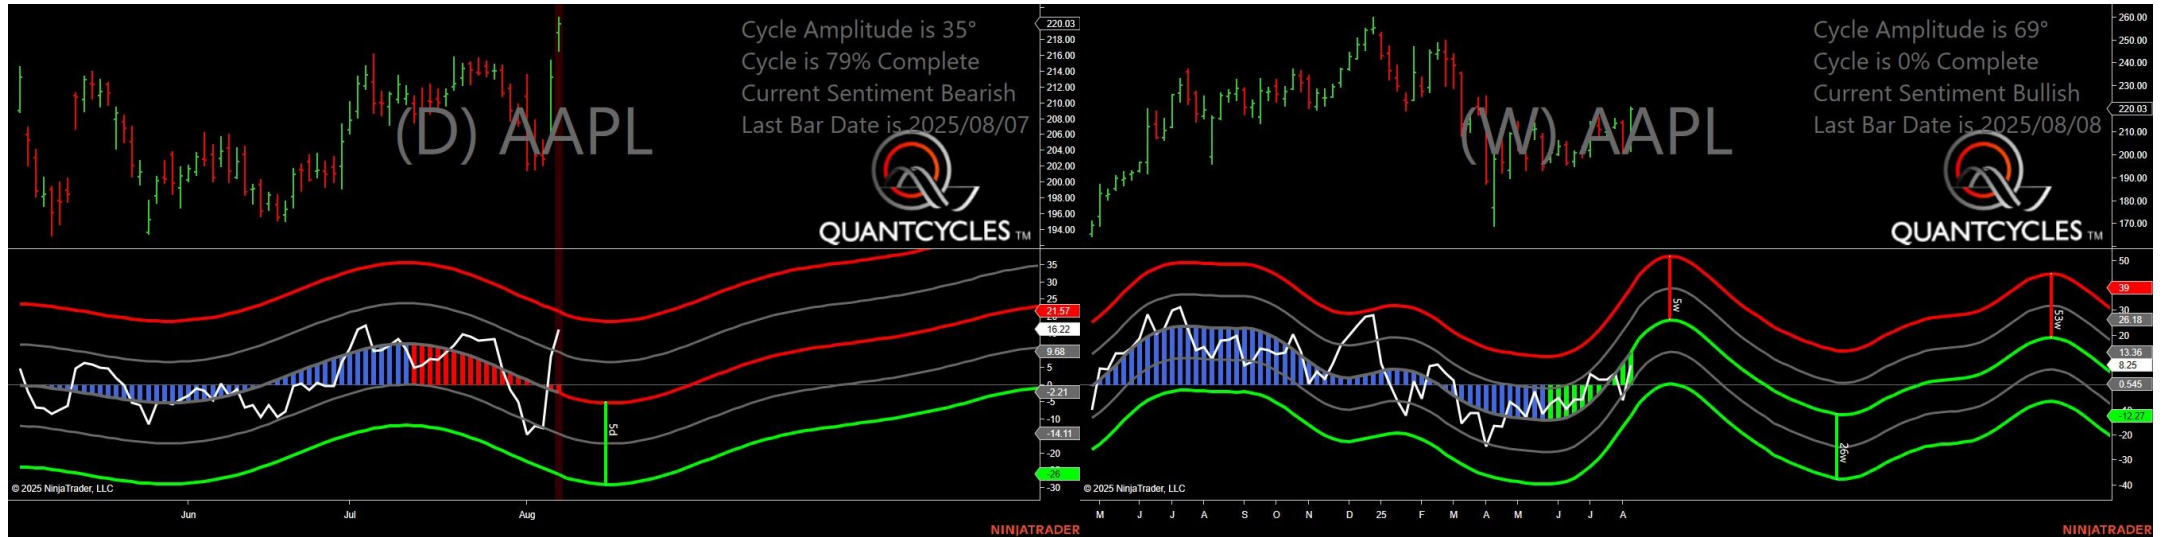 Cycle Amplitude is 35°
Cycle is 79% Complete
Current Sentiment Bearish
Last Bar Date is 2025/08/07
(D) AAPL
QUANTCYCLES TM
220.03
218.00
216.00
214.00
212.00
210.00
208.00
206.00
204.00
202.00
200.00
198.00
196.00
194.00
35
30
25
21.57
16.22
9.68
5
-2.21
-5
-10
-14.11
-20
-26
-30
5d
© 2025 NinjaTrader, LLC
Jun
Jul
Aug
NINJATRADER
Cycle Amplitude is 69°
Cycle is 0% Complete
Current Sentiment Bullish
Last Bar Date is 2025/08/08
(W) AAPL
QUANTCYCLES TM
260.00
250.00
240.00
230.00
220.03
210.00
200.00
190.00
180.00
170.00
50
39
30
26.18
20
13.36
8.25
0.545
-12.27
-20
-30
-40
5w
26w
53w
© 2025 NinjaTrader, LLC
M J J A S O N D 25 F M A M J J A
NINJATRADER